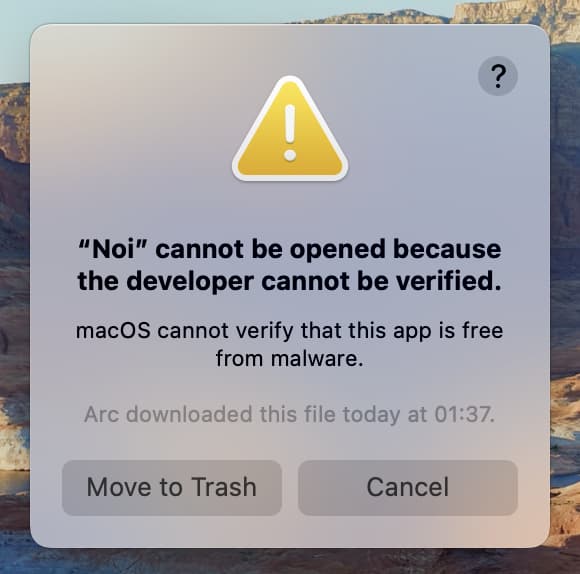 ?
“Noi” cannot be opened because
the developer cannot be verified.
macOS cannot verify that this app is free
from malware.
Arc downloaded this file today at 01:37.
Move to Trash
Cancel